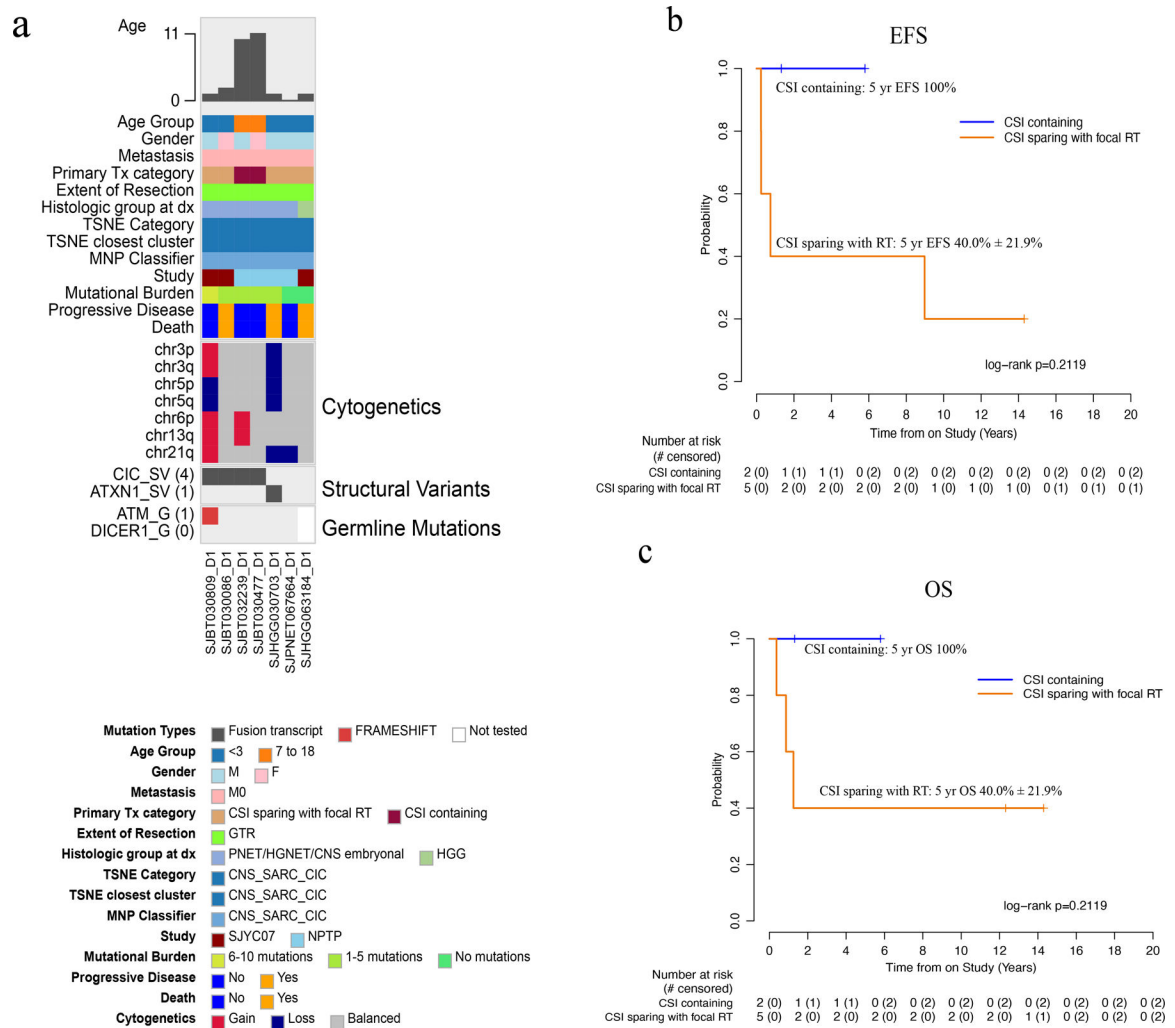 a
Age
11
0
Age Group
Gender
Metastasis
Primary Tx category
Extent of Resection
Histologic group at dx
TSNE Category
TSNE closest cluster
MNP Classifier
Study
Mutational Burden
Progressive Disease
Death
chr3p
chr3q
chr5p
chr5q
chr6p
chr13q
chr21q
Cytogenetics
CIC_SV (4)
ATXN1_SV (1)
Structural Variants
ATM_G (1)
DICER1_G (0)
Germline Mutations
SJBT030809_D1
SJBT030086_D1
SJBT032239_D1
SJBT030477_D1
SJHGG030703_D1
SJPNET067664_D1
SJHGG063184_D1
Mutation Types Fusion transcript FRAMESHIFT Not tested
Age Group <3 7 to 18
Gender M F
Metastasis M0
Primary Tx category CSI sparing with focal RT CSI containing
Extent of Resection GTR
Histologic group at dx PNET/HGNET/CNS embryonal HGG
TSNE Category CNS_SARC_CIC
TSNE closest cluster CNS_SARC_CIC
MNP Classifier CNS_SARC_CIC
Study SJYC07 NPTP
Mutational Burden 6-10 mutations 1-5 mutations No mutations
Progressive Disease No Yes
Death No Yes
Cytogenetics Gain Loss Balanced
b
EFS
1.0
0.8
0.6
0.4
0.2
0.0
Probability
CSI containing: 5 yr EFS 100%
CSI containing
CSI sparing with focal RT
CSI sparing with RT: 5 yr EFS 40.0% ± 21.9%
log−rank p=0.2119
0 2 4 6 8 10 12 14 16 18 20
Time from on Study (Years)
Number at risk
(# censored)
CSI containing 2 (0) 1 (1) 1 (1) 0 (2) 0 (2) 0 (2) 0 (2) 0 (2) 0 (2) 0 (2) 0 (2)
CSI sparing with focal RT 5 (0) 2 (0) 2 (0) 2 (0) 2 (0) 1 (0) 1 (0) 1 (0) 0 (1) 0 (1) 0 (1)
c
OS
1.0
0.8
0.6
0.4
0.2
0.0
Probability
CSI containing: 5 yr OS 100%
CSI containing
CSI sparing with focal RT
CSI sparing with RT: 5 yr OS 40.0% ± 21.9%
log−rank p=0.2119
0 2 4 6 8 10 12 14 16 18 20
Time from on Study (Years)
Number at risk
(# censored)
CSI containing 2 (0) 1 (1) 1 (1) 0 (2) 0 (2) 0 (2) 0 (2) 0 (2) 0 (2) 0 (2) 0 (2)
CSI sparing with focal RT 5 (0) 2 (0) 2 (0) 2 (0) 2 (0) 2 (0) 2 (0) 1 (1) 0 (2) 0 (2) 0 (2)